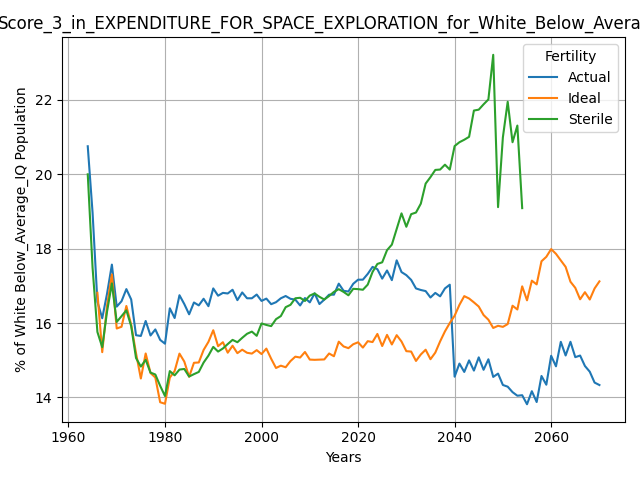 Score_3_in_EXPENDITURE_FOR_SPACE_EXPLORATION_for_White_Below_Avera
Fertility
Actual
Ideal
Sterile
% of White Below_Average_IQ Population
22
20
18
16
14
1960 1980 2000 2020 2040 2060
Years